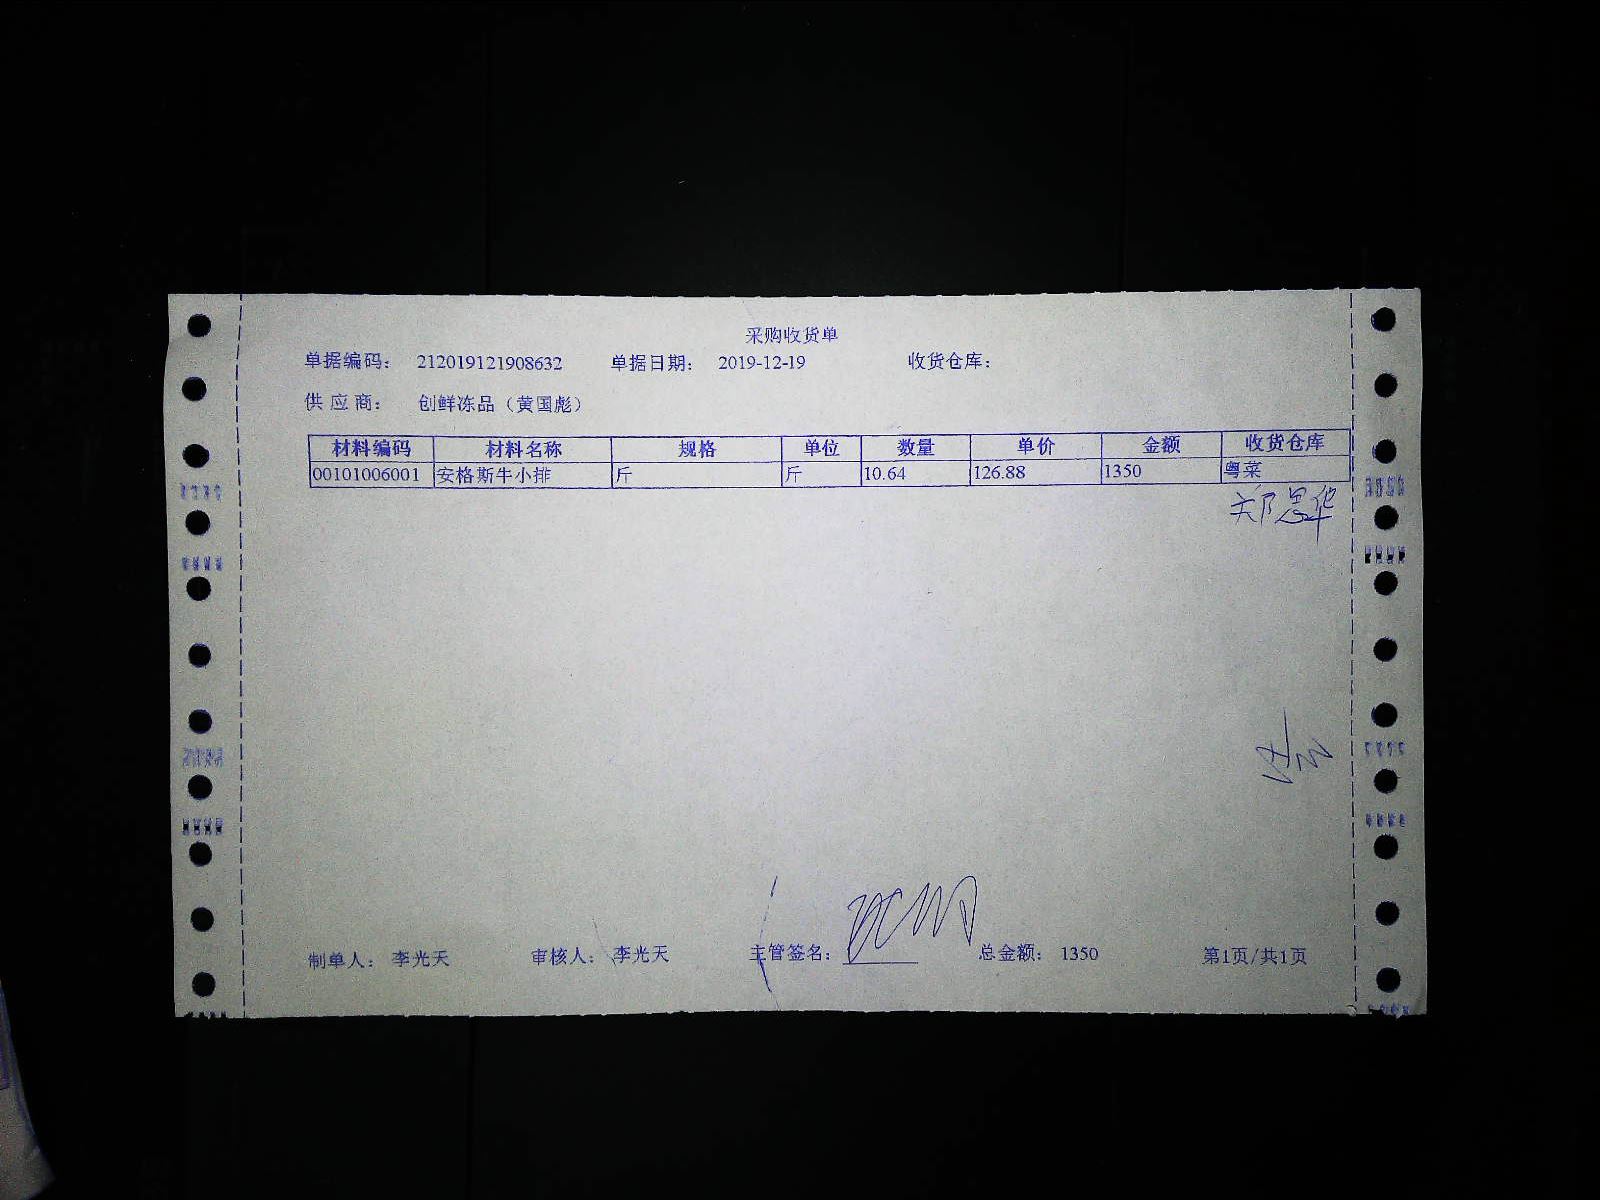 采购收货单
单据编码: 212019121908632 单据日期: 2019-12-19 收货仓库:
供应商: 创鲜冻品（黄国彪）
材料编码 材料名称 规格 单位 数量 单价 金额 收货仓库
00101006001 安格斯牛小排 斤 斤 10.64 126.88 1350 粤菜
郑思华
制单人: 李光天 审核人: 李光天 主管签名: 总金额: 1350 第1页/共1页